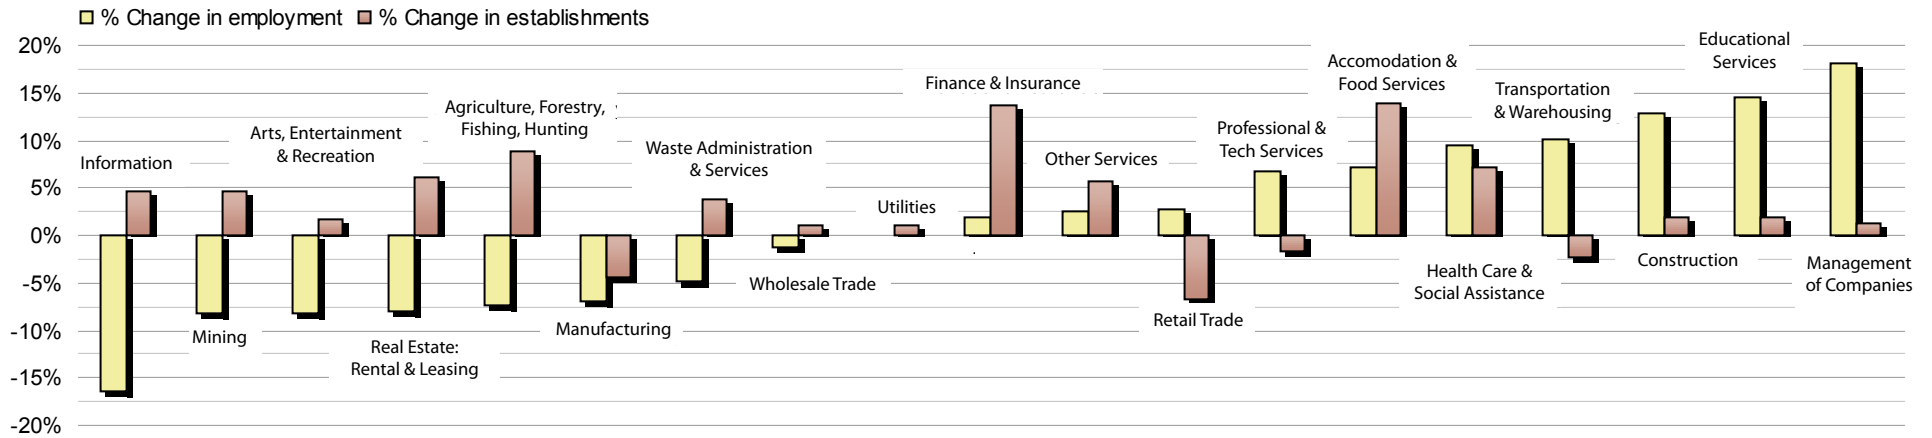 % Change in employment % Change in establishments
20%
15%
10%
5%
0%
-5%
-10%
-15%
-20%
Information
Mining
Arts, Entertainment
& Recreation
Real Estate:
Rental & Leasing
Agriculture, Forestry,
Fishing, Hunting
Manufacturing
Waste Administration
& Services
Wholesale Trade
Utilities
Finance & Insurance
Other Services
Retail Trade
Professional &
Tech Services
Accomodation &
Food Services
Health Care &
Social Assistance
Transportation
& Warehousing
Construction
Educational
Services
Management
of Companies